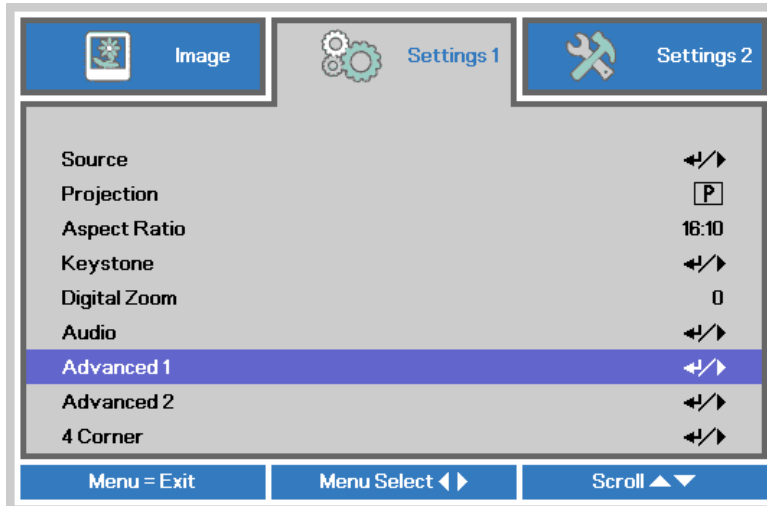 Image
Settings 1
Settings 2
Source
Projection P
Aspect Ratio 16:10
Keystone
Digital Zoom 0
Audio
Advanced 1
Advanced 2
4 Corner
Menu = Exit
Menu Select
Scroll